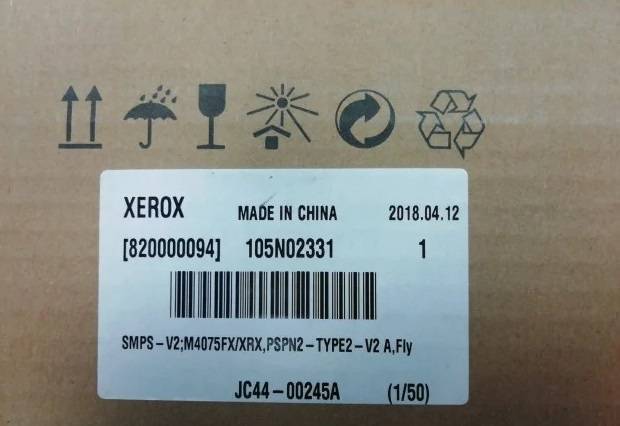 XEROX MADE IN CHINA 2018.04.12
[820000094] 105N02331 1
SMPS-V2;M4075FX/XRX,PSPN2-TYPE2-V2 A,Fly
JC44-00245A (1/50)